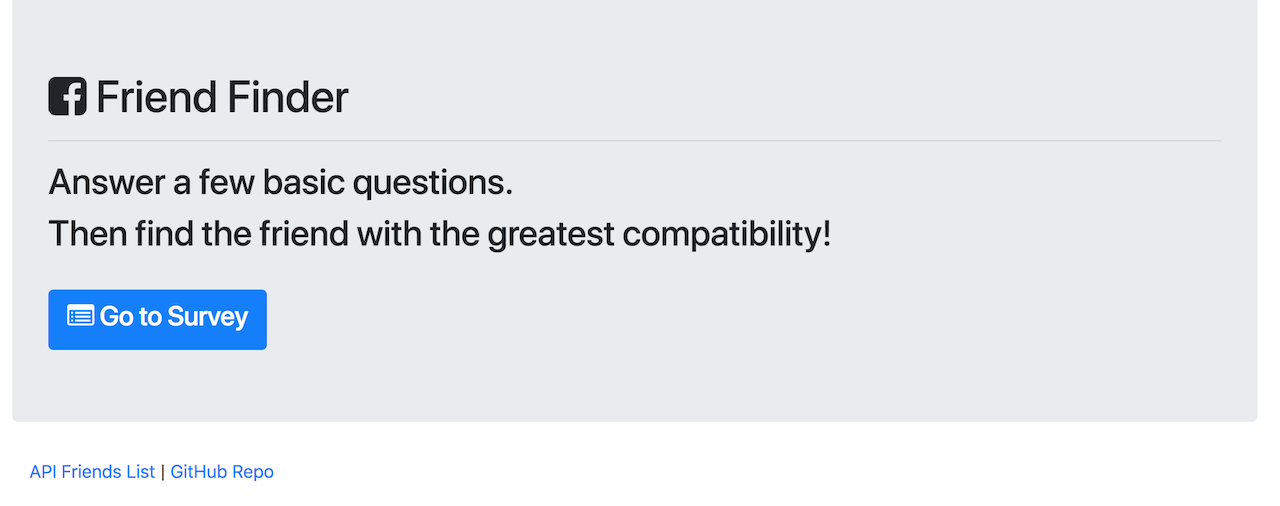 Friend Finder
Answer a few basic questions.
Then find the friend with the greatest compatibility!
Go to Survey
API Friends List | GitHub Repo